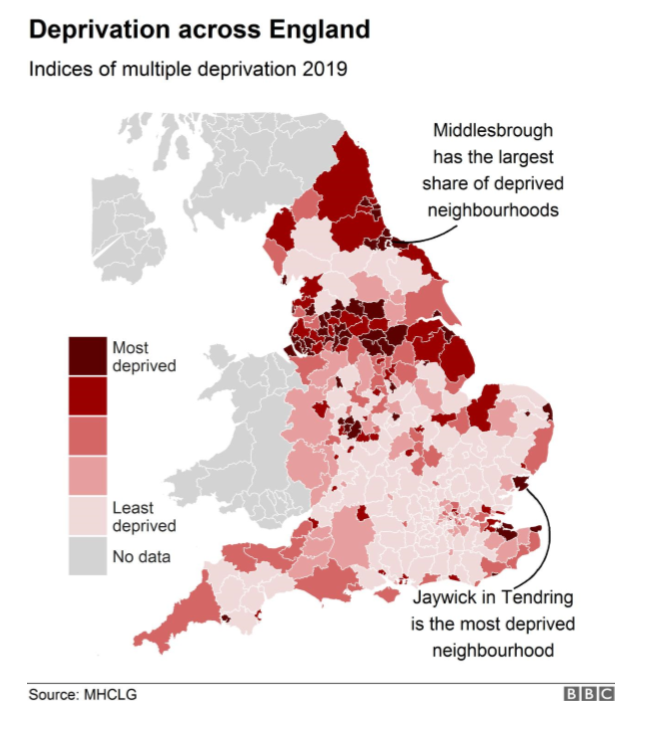 Deprivation across England
Indices of multiple deprivation 2019
Middlesbrough
has the largest
share of deprived
neighbourhoods
Most
deprived
Least
deprived
No data
Jaywick in Tendring
is the most deprived
neighbourhood
Source: MHCLG
BBC